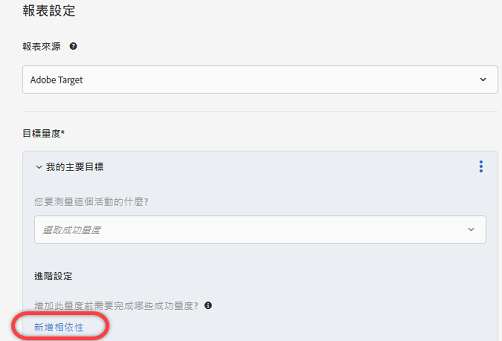 報表設定
報表來源
Adobe Target
目標量度*
我的主要目標
您要測量這個活動的什麼?
選取成功量度
進階設定
增加此量度前需要完成哪些成功量度?
新增相依性